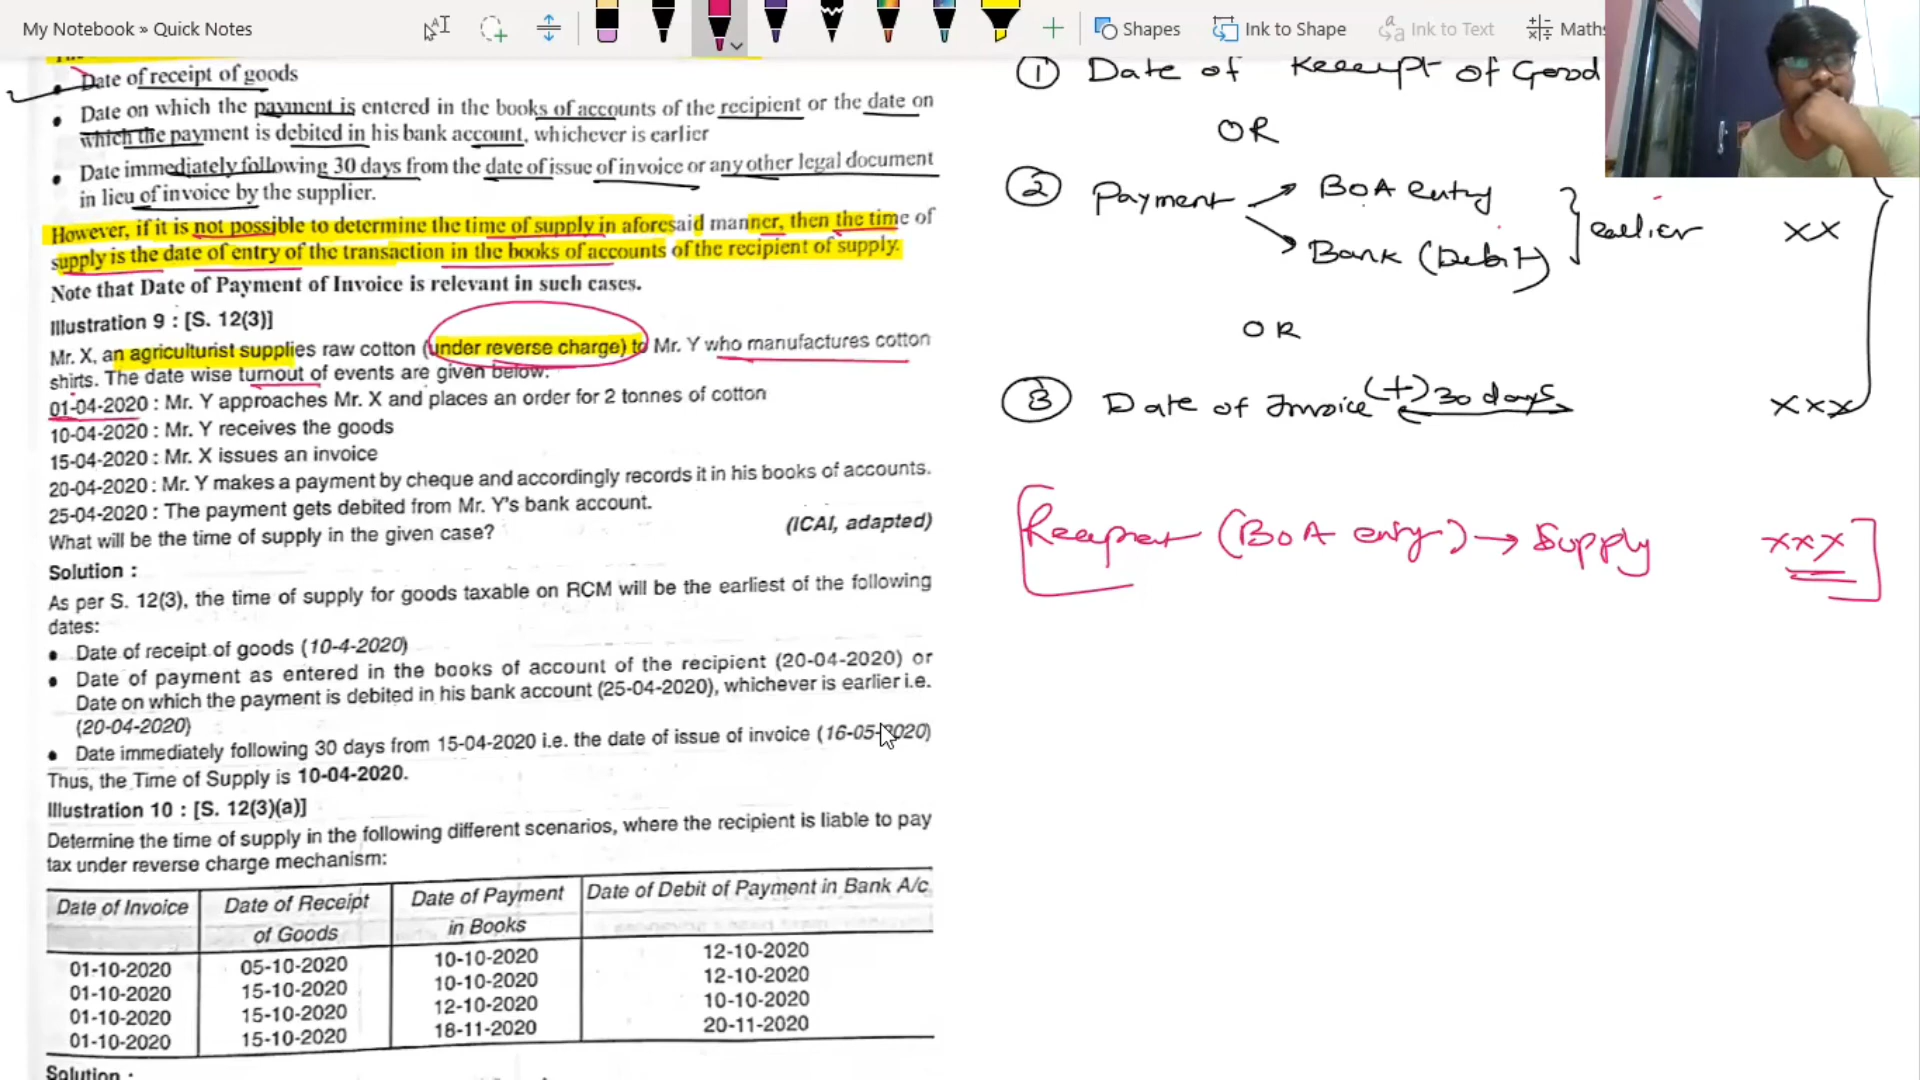 My Notebook » Quick Notes
Shapes
Ink to Shape
Ink to Text
Maths
Date of receipt of goods
Date on which the payment is entered in the books of accounts of the recipient or the date on
which the payment is debited in his bank account, whichever is earlier
Date immediately following 30 days from the date of issue of invoice or any other legal document
in lieu of invoice by the supplier.
However, if it is not possible to determine the time of supply in aforesaid manner, then the time of
supply is the date of entry of the transaction in the books of accounts of the recipient of supply.
Note that Date of Payment of Invoice is relevant in such cases.
Illustration 9 : [S. 12(3)]
Mr. X, an agriculturist supplies raw cotton (under reverse charge) to Mr. Y who manufactures cotton
shirts. The date wise turnout of events are given below:
01-04-2020 : Mr. Y approaches Mr. X and places an order for 2 tonnes of cotton
10-04-2020 : Mr. Y receives the goods
15-04-2020 : Mr. X issues an invoice
20-04-2020 : Mr. Y makes a payment by cheque and accordingly records it in his books of accounts.
25-04-2020 : The payment gets debited from Mr. Y's bank account.
What will be the time of supply in the given case? (ICAI, adapted)
Solution :
As per S. 12(3), the time of supply for goods taxable on RCM will be the earliest of the following
dates:
Date of receipt of goods (10-4-2020)
Date of payment as entered in the books of account of the recipient (20-04-2020) or
Date on which the payment is debited in his bank account (25-04-2020), whichever is earlier i.e.
(20-04-2020)
Date immediately following 30 days from 15-04-2020 i.e. the date of issue of invoice (16-05-2020)
Thus, the Time of Supply is 10-04-2020.
Illustration 10 : [S. 12(3)(a)]
Determine the time of supply in the following different scenarios, where the recipient is liable to pay
tax under reverse charge mechanism:
Date of Invoice Date of Receipt of Goods Date of Payment in Books Date of Debit of Payment in Bank A/c
01-10-2020 05-10-2020 10-10-2020 12-10-2020
01-10-2020 15-10-2020 10-10-2020 12-10-2020
01-10-2020 15-10-2020 12-10-2020 10-10-2020
01-10-2020 15-10-2020 18-11-2020 20-11-2020
Solution :
① Date of Receipt of Good
OR
② Payment BOA entry
Bank (Debit) earlier XX
OR
③ Date of Invoice (+) 30 days XXX
(BOA entry) → Supply XXX